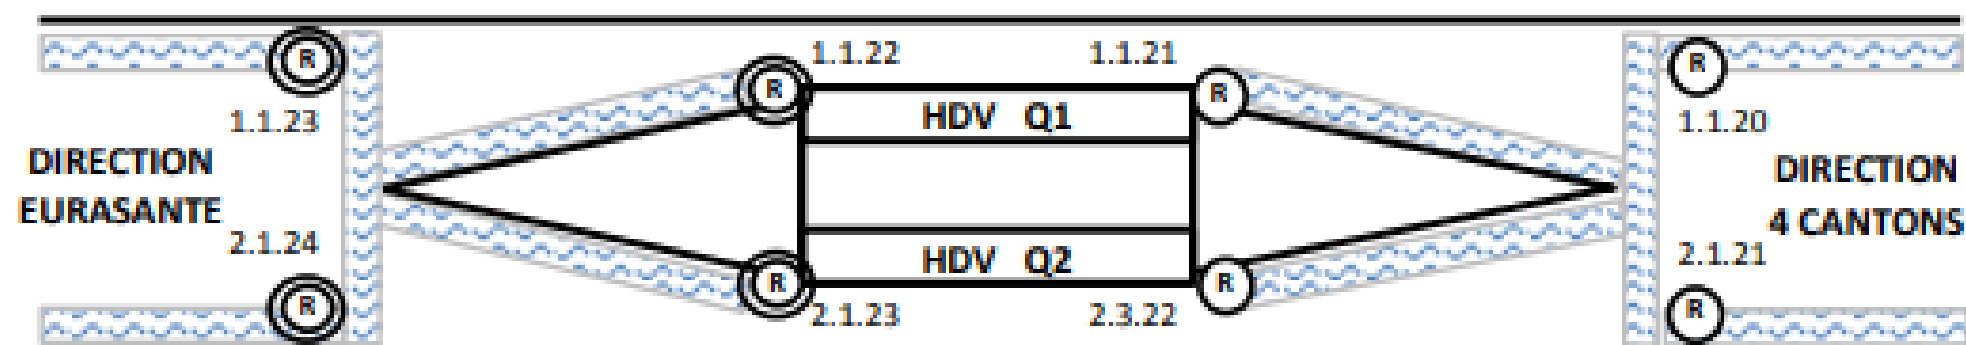 R
R
1.1.22
1.1.21
R
R
R
R
HDV Q1
1.1.23
1.1.20
DIRECTION
EURASANTE
DIRECTION
4 CANTONS
2.1.24
2.1.21
HDV Q2
R
R
R
R
2.1.23
2.3.22